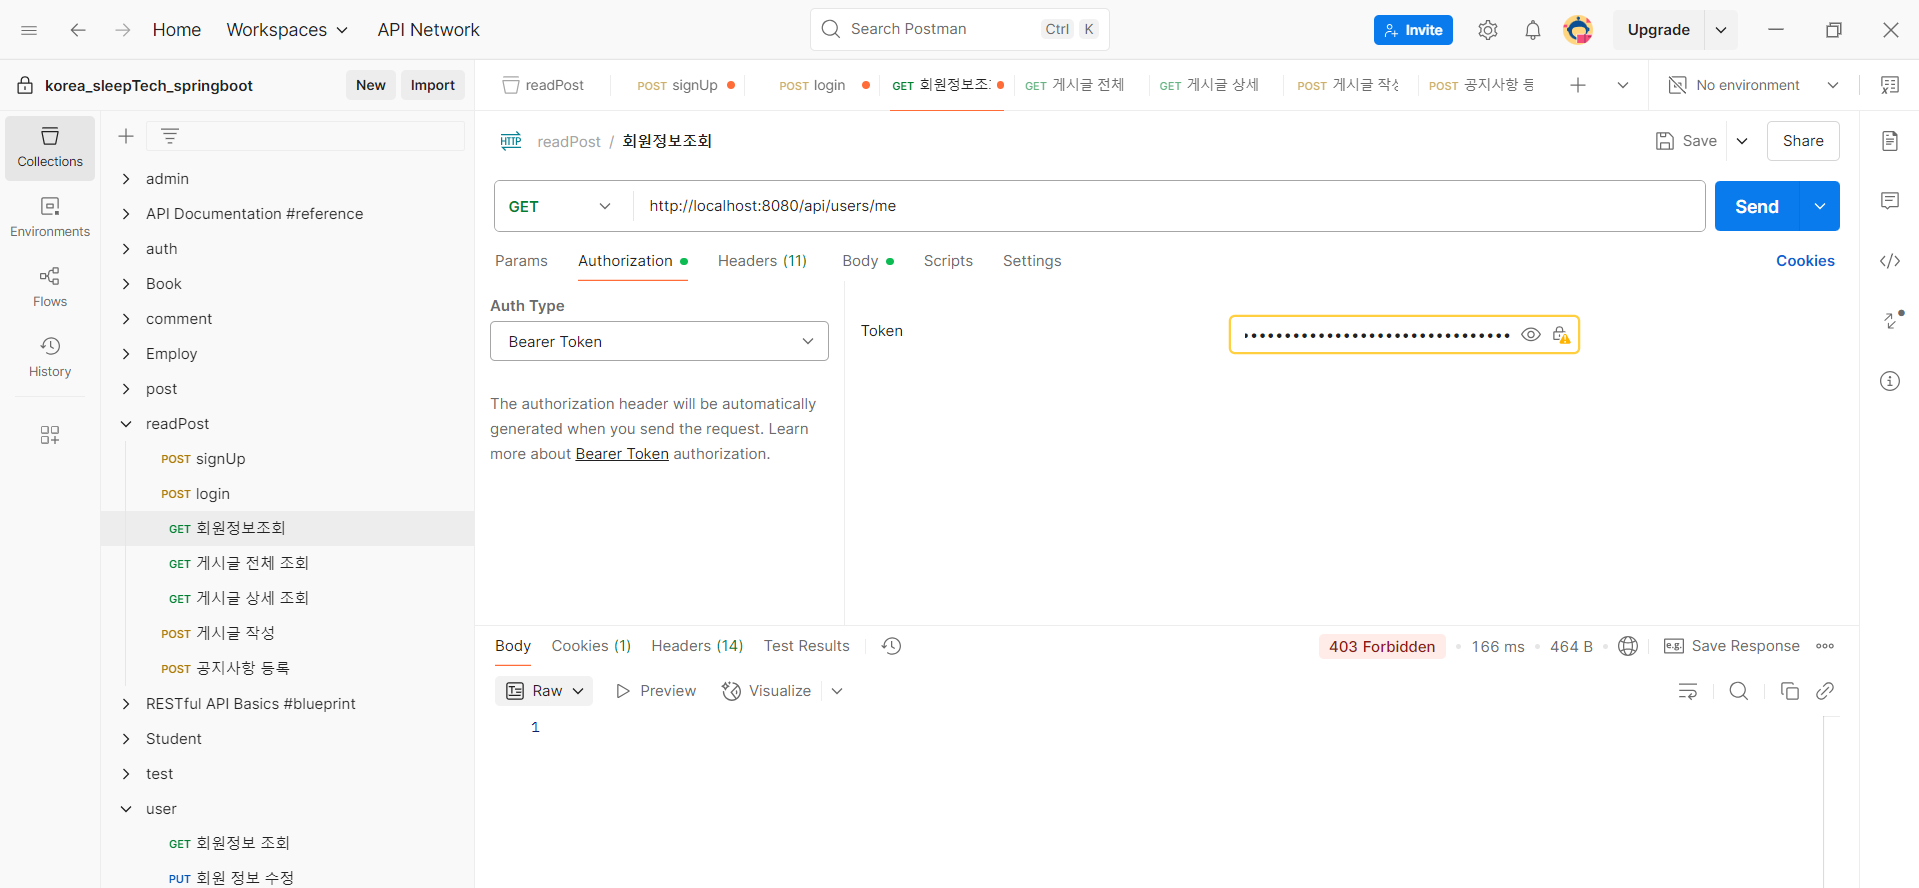 Home
Workspaces
API Network
Search Postman
Ctrl
K
Invite
Upgrade
korea_sleepTech_springboot
New
Import
readPost
POST signUp
POST login
GET 회원정보조
GET 게시글 전체
GET 게시글 상세
POST 게시글 작성
POST 공지사항 등
No environment
Collections
Environments
Flows
History
admin
API Documentation #reference
auth
Book
comment
Employ
post
readPost
POST signUp
POST login
GET 회원정보조회
GET 게시글 전체 조회
GET 게시글 상세 조회
POST 게시글 작성
POST 공지사항 등록
RESTful API Basics #blueprint
Student
test
user
GET 회원정보 조회
PUT 회원 정보 수정
HTTP readPost / 회원정보조회
Save
Share
GET
http://localhost:8080/api/users/me
Send
Params
Authorization
Headers (11)
Body
Scripts
Settings
Cookies
Auth Type
Bearer Token
The authorization header will be automatically
generated when you send the request. Learn
more about Bearer Token authorization.
Token
Body
Cookies (1)
Headers (14)
Test Results
403 Forbidden
166 ms
464 B
e.g. Save Response
Raw
Preview
Visualize
1